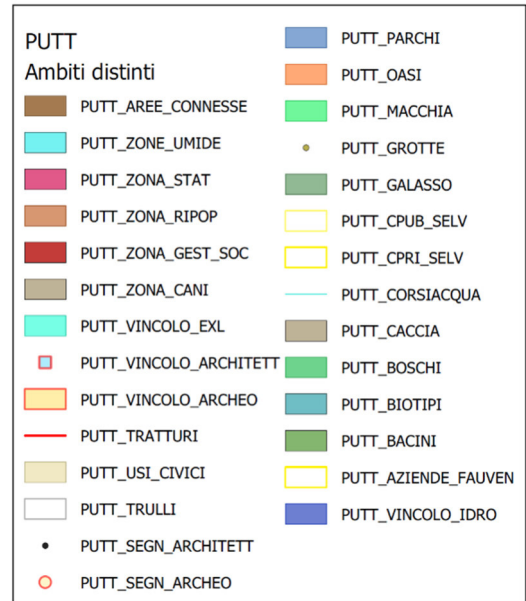 PUTT
Ambiti distinti
PUTT_AREE_CONNESSE
PUTT_ZONE_UMIDE
PUTT_ZONA_STAT
PUTT_ZONA_RIPOP
PUTT_ZONA_GEST_SOC
PUTT_ZONA_CANI
PUTT_VINCOLO_EXL
PUTT_VINCOLO_ARCHITETT
PUTT_VINCOLO_ARCHEO
PUTT_TRATTURI
PUTT_USI_CIVICI
PUTT_TRULLI
PUTT_SEGN_ARCHITETT
PUTT_SEGN_ARCHEO
PUTT_PARCHI
PUTT_OASI
PUTT_MACCHIA
PUTT_GROTTE
PUTT_GALASSO
PUTT_CPUB_SELV
PUTT_CPRI_SELV
PUTT_CORSIACQUA
PUTT_CACCIA
PUTT_BOSCHI
PUTT_BIOTIPI
PUTT_BACINI
PUTT_AZIENDE_FAUVEN
PUTT_VINCOLO_IDRO